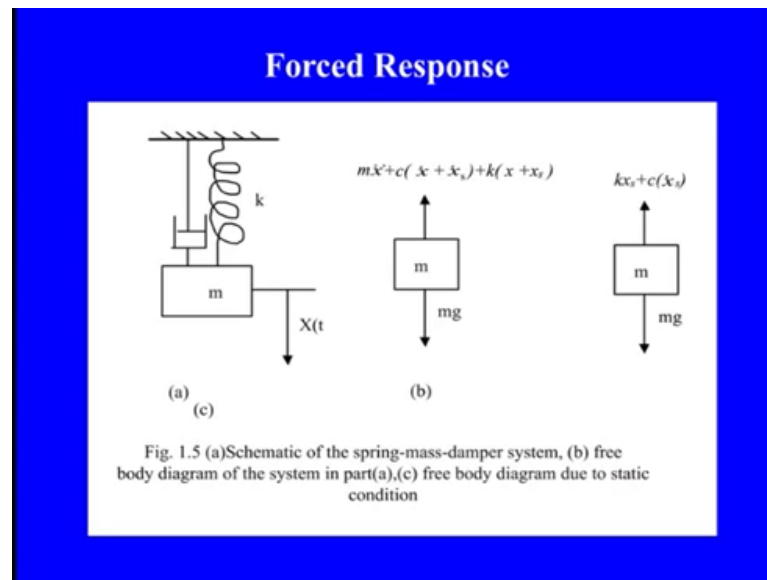 Forced Response
mẍ+c( ẋ +ẋₛ)+k( x +xₛ )
kxₛ+c(ẋₛ)
k
m
m
m
mg
mg
X(t
(a)
(b)
(c)
Fig. 1.5 (a)Schematic of the spring-mass-damper system, (b) free
body diagram of the system in part(a),(c) free body diagram due to static
condition